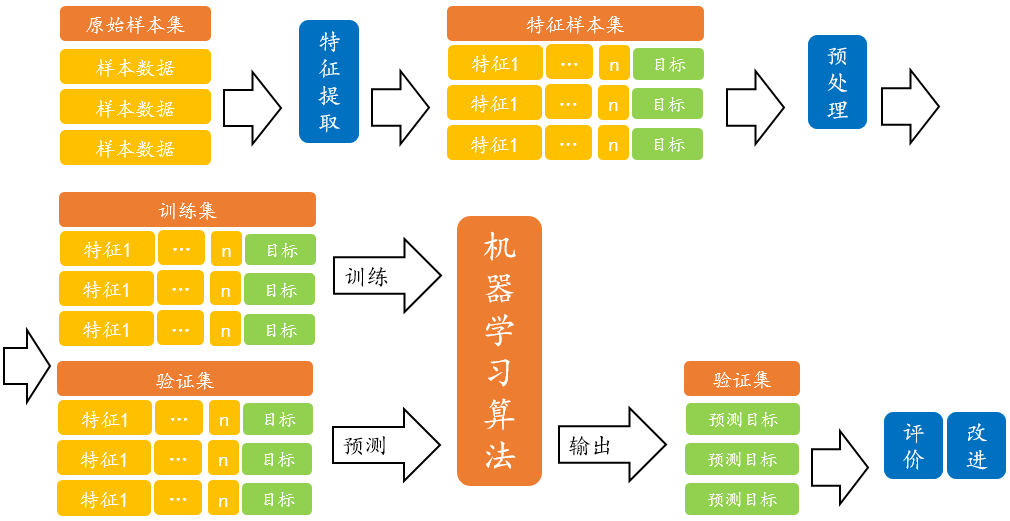 原始样本集
样本数据
样本数据
样本数据
特征提取
特征样本集
特征1 … n 目标
特征1 … n 目标
特征1 … n 目标
预处理
训练集
特征1 … n 目标
特征1 … n 目标
特征1 … n 目标
训练
验证集
特征1 … n 目标
特征1 … n 目标
特征1 … n 目标
预测
机器学习算法
输出
验证集
预测目标
预测目标
预测目标
评价
改进